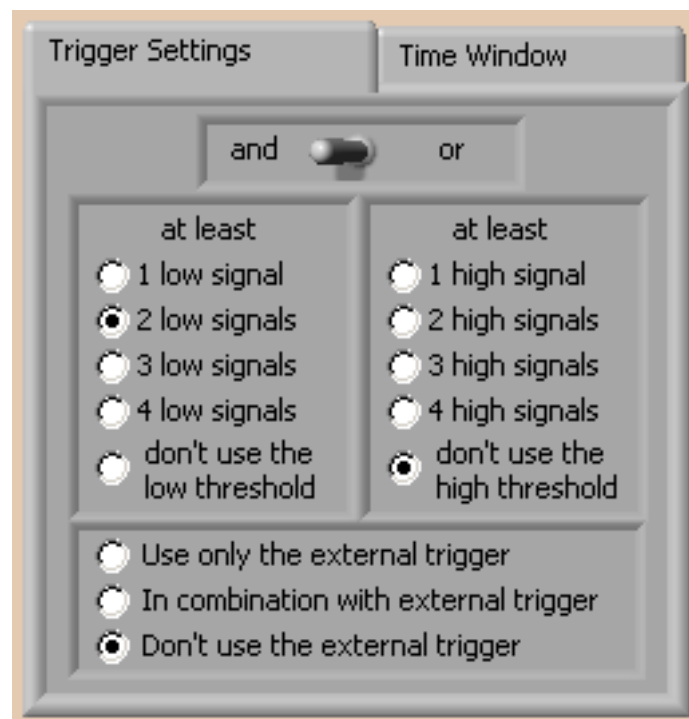 Trigger Settings
Time Window
and or
at least
1 low signal
2 low signals
3 low signals
4 low signals
don't use the
low threshold
at least
1 high signal
2 high signals
3 high signals
4 high signals
don't use the
high threshold
Use only the external trigger
In combination with external trigger
Don't use the external trigger